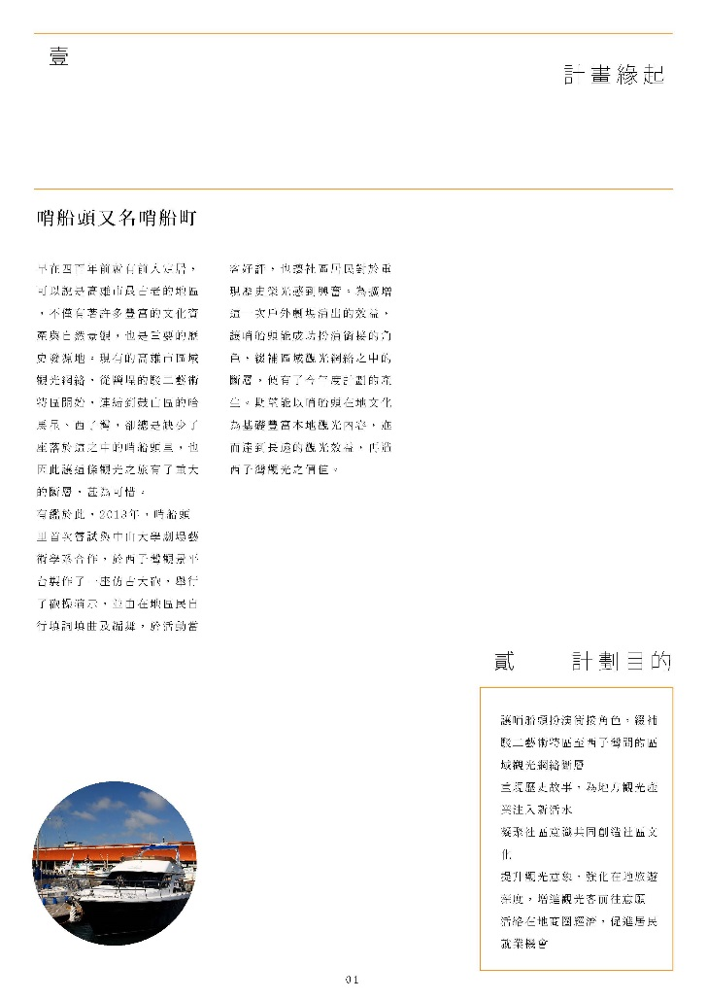 壹
計畫緣起
哨船頭又名哨船町
早在四百年前就有前人定居，
可以說是高雄市最古老的地區
，不僅有著許多豐富的文化資
產與自然景觀，也是重要的歷
史發源地。現有的高雄市區域
觀光網絡，從鹽埕的駁二藝術
特區開始，連結到鼓山區的哈
瑪星、西子灣，卻總是缺少了
座落於這之中的哨船頭里，也
因此讓這條觀光之旅有了重大
的斷層，甚為可惜。
有鑑於此，2013年，哨船頭
里首次嘗試與中山大學劇場藝
術學系合作，於西子灣觀景平
台製作了一座仿古大砲，舉行
了砲操演示，並由在地區民自
行填詞填曲及編舞，於活動當
客好評，也讓社區居民對於重
現歷史榮光感到興奮。為擴增
這一次戶外劇場演出的效益，
讓哨船頭能成功扮演銜接的角
色，綴補區域觀光網絡之中的
斷層，便有了今年度計劃的產
生。期望能以哨船頭在地文化
為基礎豐富本地觀光內容，進
而達到長遠的觀光效益，再造
西子灣觀光之價值。
貳 計劃目的
讓哨船頭扮演銜接角色，綴補
駁二藝術特區至西子灣間的區
域觀光網絡斷層
重現歷史故事，為地方觀光產
業注入新活水
凝聚社區意識共同創造社區文
化
提升觀光意象，強化在地旅遊
深度，增進觀光客前往意願
活絡在地商圈經濟，促進居民
就業機會
01